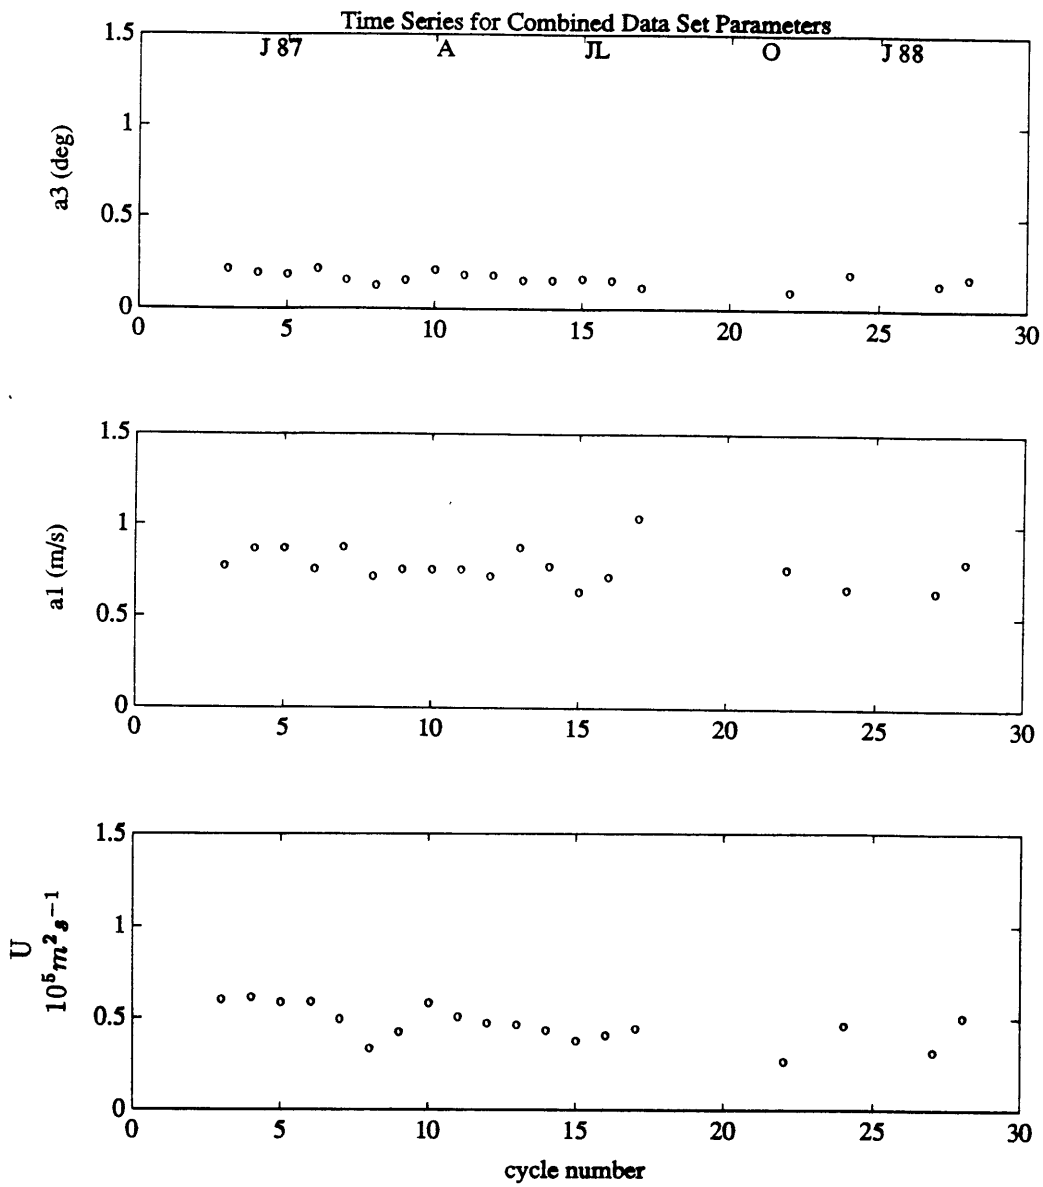 Time Series for Combined Data Set Parameters
1.5
J 87 A JL O J 88
1
a3 (deg)
0.5
0
0 5 10 15 20 25 30
1.5
1
a1 (m/s)
0.5
0
0 5 10 15 20 25 30
1.5
1
U
10⁵m²s⁻¹
0.5
0
0 5 10 15 20 25 30
cycle number